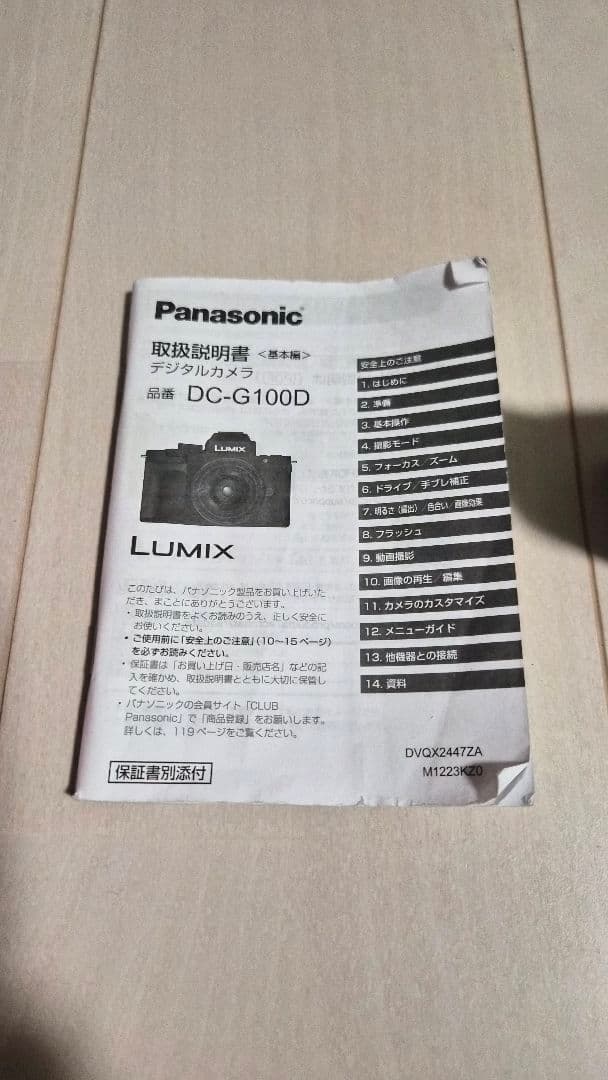 Panasonic
取扱説明書 <基本編>
デジタルカメラ
品番 DC-G100D
LUMIX
LUMIX
このたびは、パナソニック製品をお買い上げいた
だき、まことにありがとうございます。
・取扱説明書をよくお読みのうえ、正しく安全に
お使いください。
・ご使用前に「安全上のご注意」(10~15ページ)
を必ずお読みください。
・保証書は「お買い上げ日・販売店名」などの記
入を確かめ、取扱説明書とともに大切に保管し
てください。
・パナソニックの会員サイト「CLUB
Panasonic」で「商品登録」をお願いします。
詳しくは、119ページをご覧ください。
保証書別添付
安全上のご注意
1. はじめに
2. 準備
3. 基本操作
4. 撮影モード
5. フォーカス/ズーム
6. ドライブ/手ブレ補正
7. 明るさ(露出)/色合い/画像効果
8. フラッシュ
9. 動画撮影
10. 画像の再生/編集
11. カメラのカスタマイズ
12. メニューガイド
13. 他機器との接続
14. 資料
DVQX2447ZA
M1223KZ0